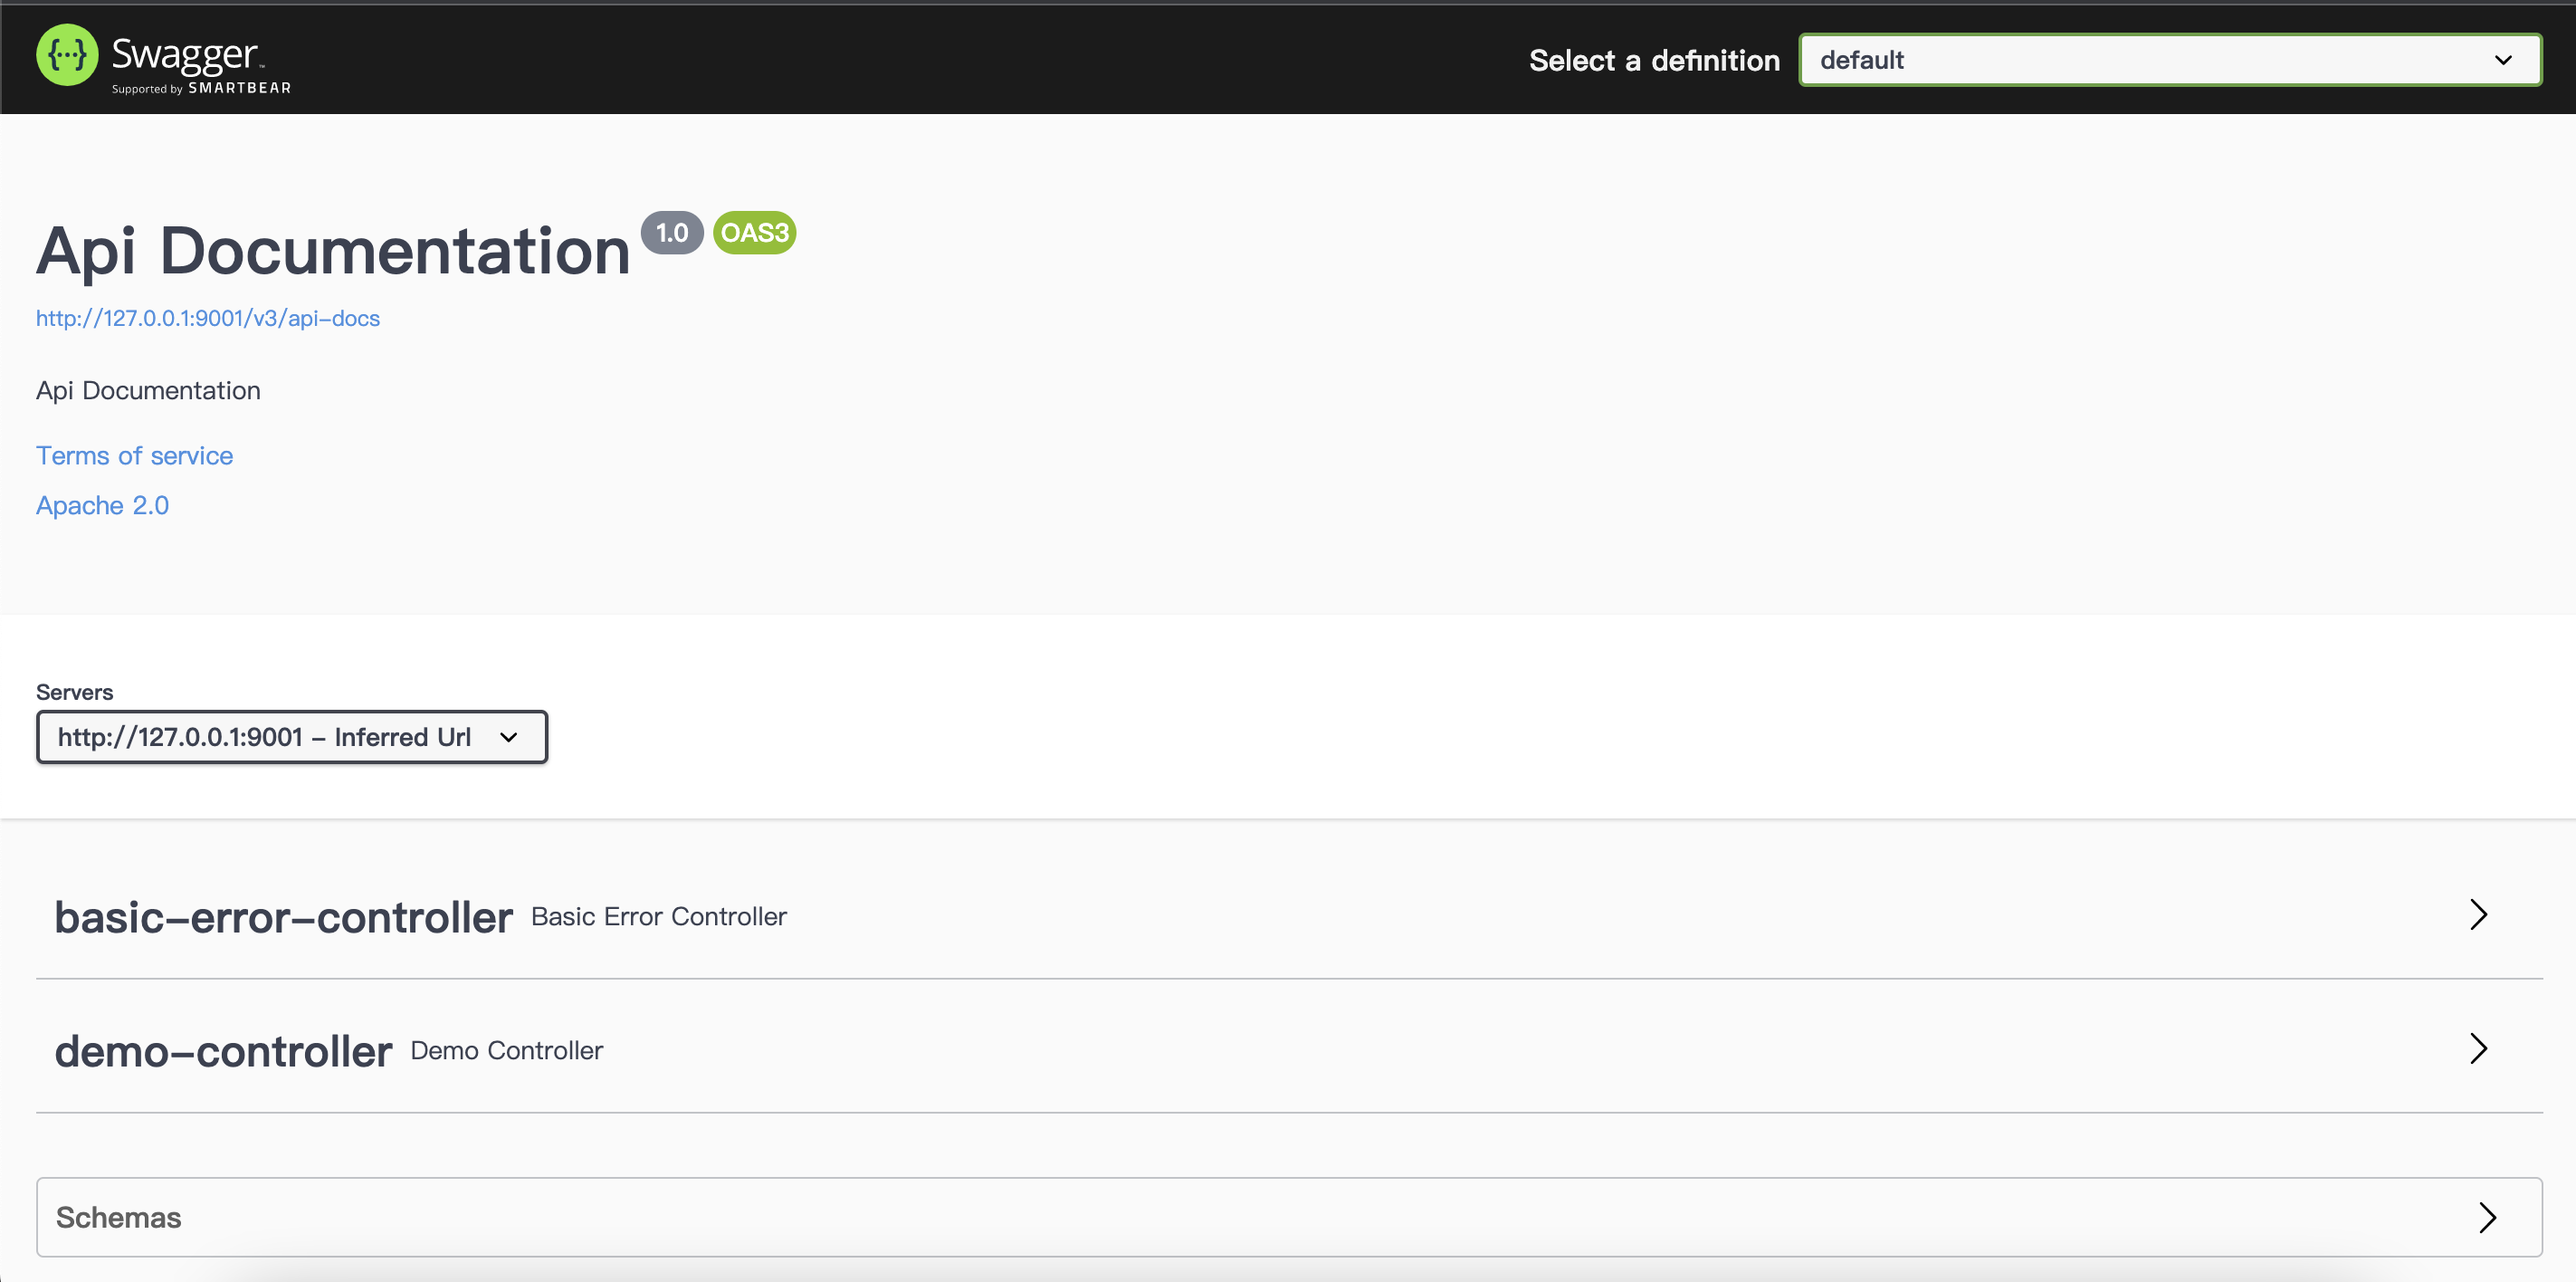 Swagger™
Supported by SMARTBEAR
Select a definition
default
Api Documentation 1.0 OAS3
http://127.0.0.1:9001/v3/api-docs
Api Documentation
Terms of service
Apache 2.0
Servers
http://127.0.0.1:9001 - Inferred Url
basic-error-controller Basic Error Controller
demo-controller Demo Controller
Schemas